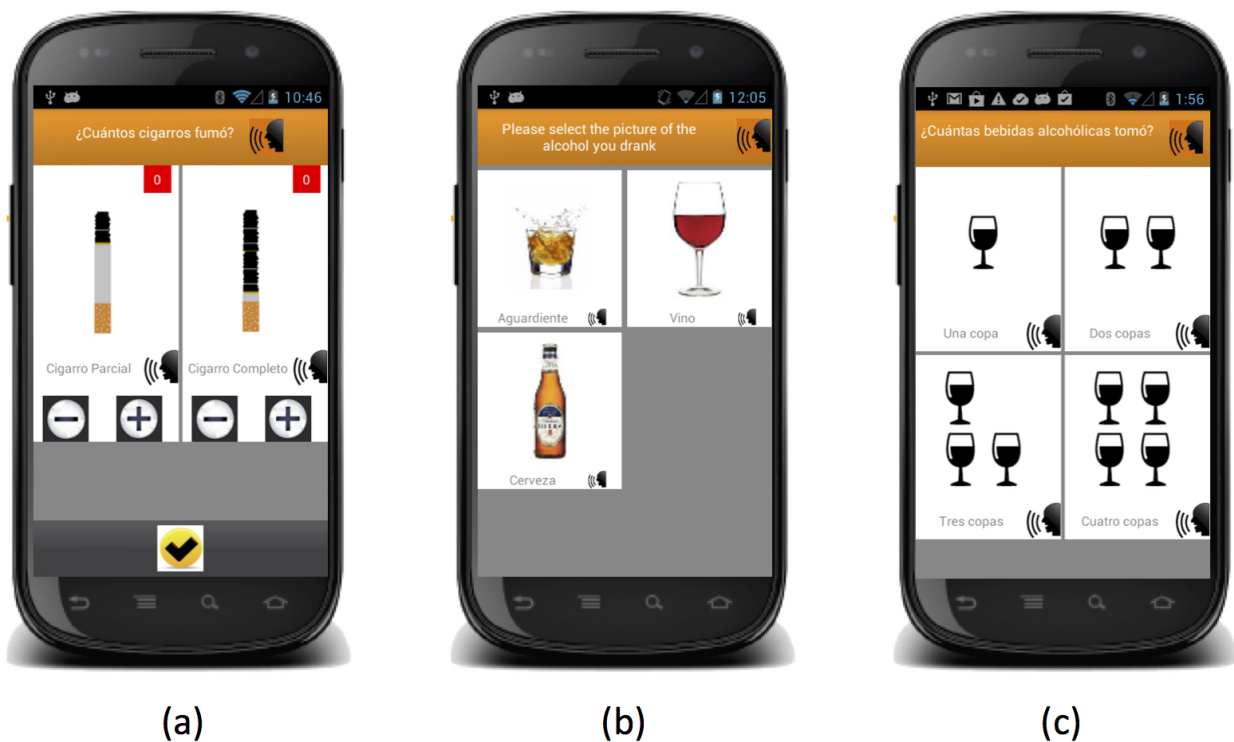 10:46
¿Cuántos cigarros fumó?
0
0
Cigarro Parcial
Cigarro Completo
12:05
Please select the picture of the
alcohol you drank
Aguardiente
Vino
Cerveza
1:56
¿Cuántas bebidas alcohólicas tomó?
Una copa
Dos copas
Tres copas
Cuatro copas
(a)
(b)
(c)